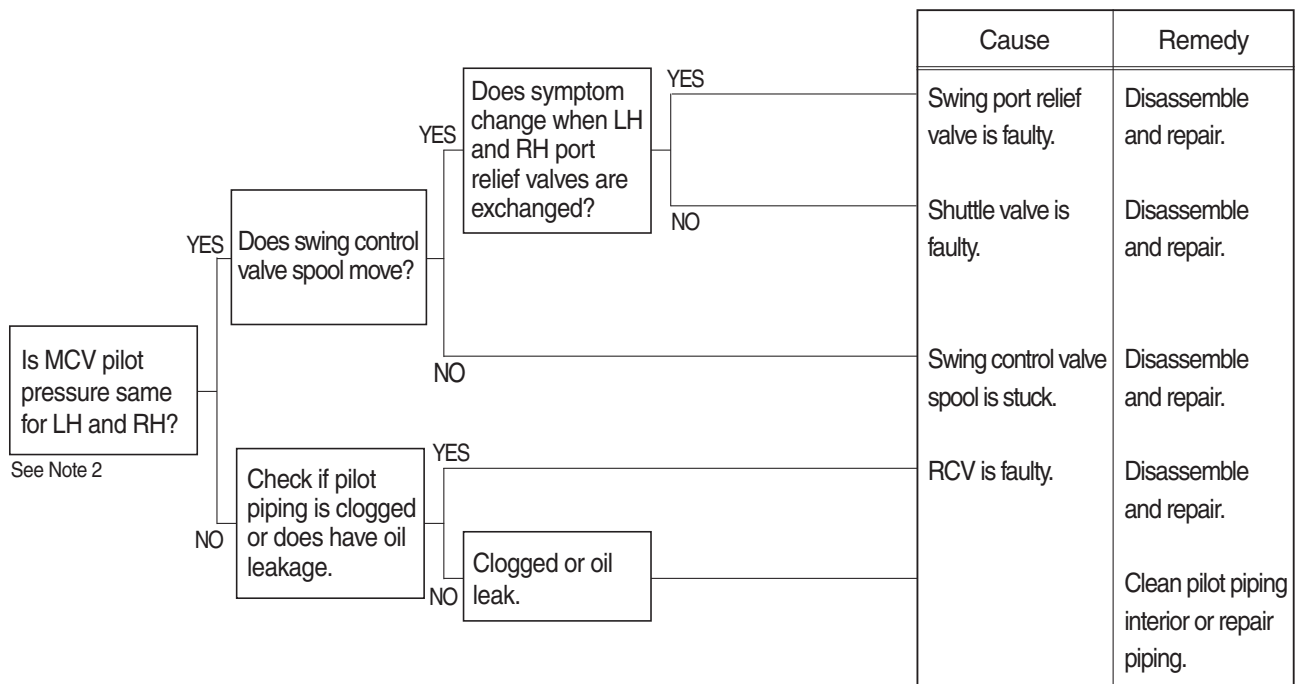 Cause
Remedy
YES
Does symptom
change when LH
and RH port
relief valves are
exchanged?
YES
Swing port relief
valve is faulty.
Disassemble
and repair.
NO
Shuttle valve is
faulty.
Disassemble
and repair.
YES
Does swing control
valve spool move?
NO
Swing control valve
spool is stuck.
Disassemble
and repair.
Is MCV pilot
pressure same
for LH and RH?
See Note 2
NO
Check if pilot
piping is clogged
or does have oil
leakage.
YES
RCV is faulty.
Disassemble
and repair.
NO
Clogged or oil
leak.
Clean pilot piping
interior or repair
piping.